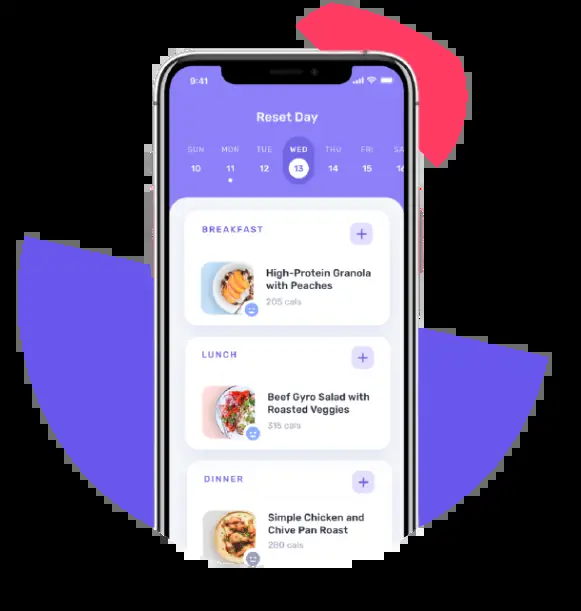 9:41
Reset Day
SUN MON TUE WED THU FRI SA
10 11 12 13 14 15 16
BREAKFAST
High-Protein Granola
with Peaches
205 cals
LUNCH
Beef Gyro Salad with
Roasted Veggies
315 cals
DINNER
Simple Chicken and
Chive Pan Roast
280 cals